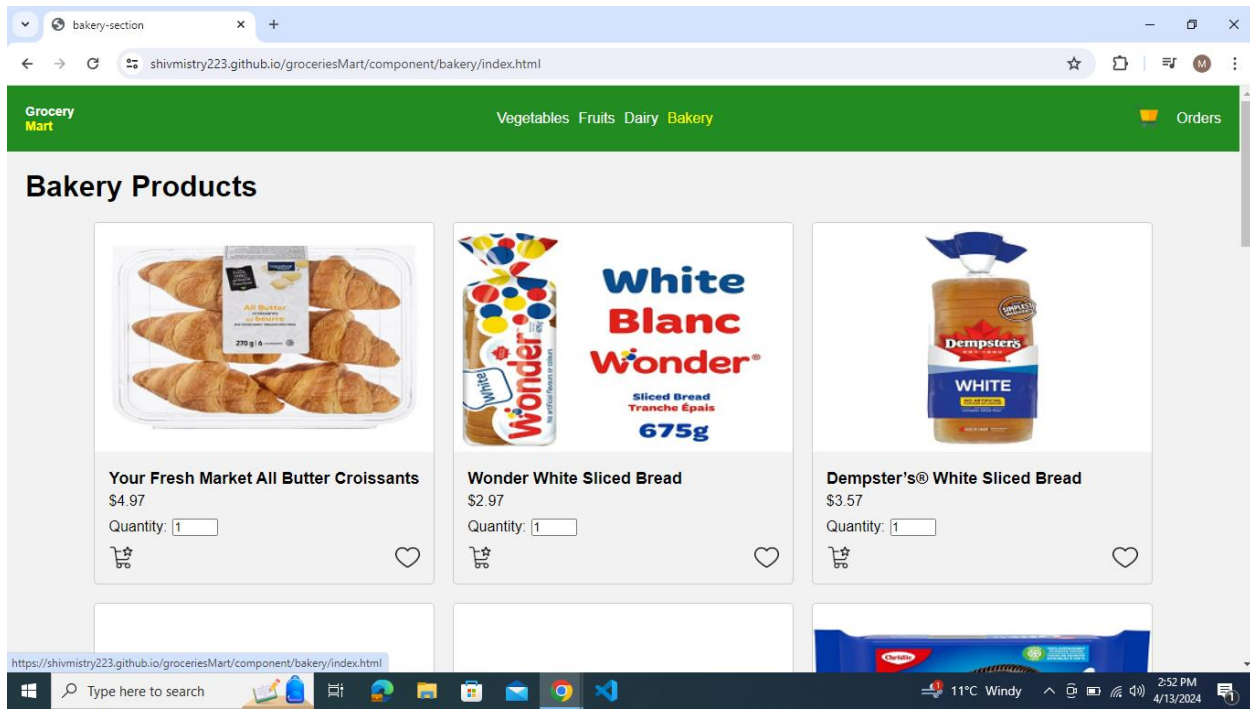 bakery-section
shivmistry223.github.io/groceriesMart/component/bakery/index.html
M
Grocery
Mart
Vegetables Fruits Dairy Bakery
Orders
Bakery Products
All Butter
croissants
au beurre
270 g | 6
White
Wonder
White
Blanc
Wonder®
Sliced Bread
Tranche Épais
675g
Dempster's
WHITE
Your Fresh Market All Butter Croissants
$4.97
Quantity: 1
Wonder White Sliced Bread
$2.97
Quantity: 1
Dempster's® White Sliced Bread
$3.57
Quantity: 1
Christie
https://shivmistry223.github.io/groceriesMart/component/bakery/index.html
Type here to search
11°C Windy
2:52 PM
4/13/2024